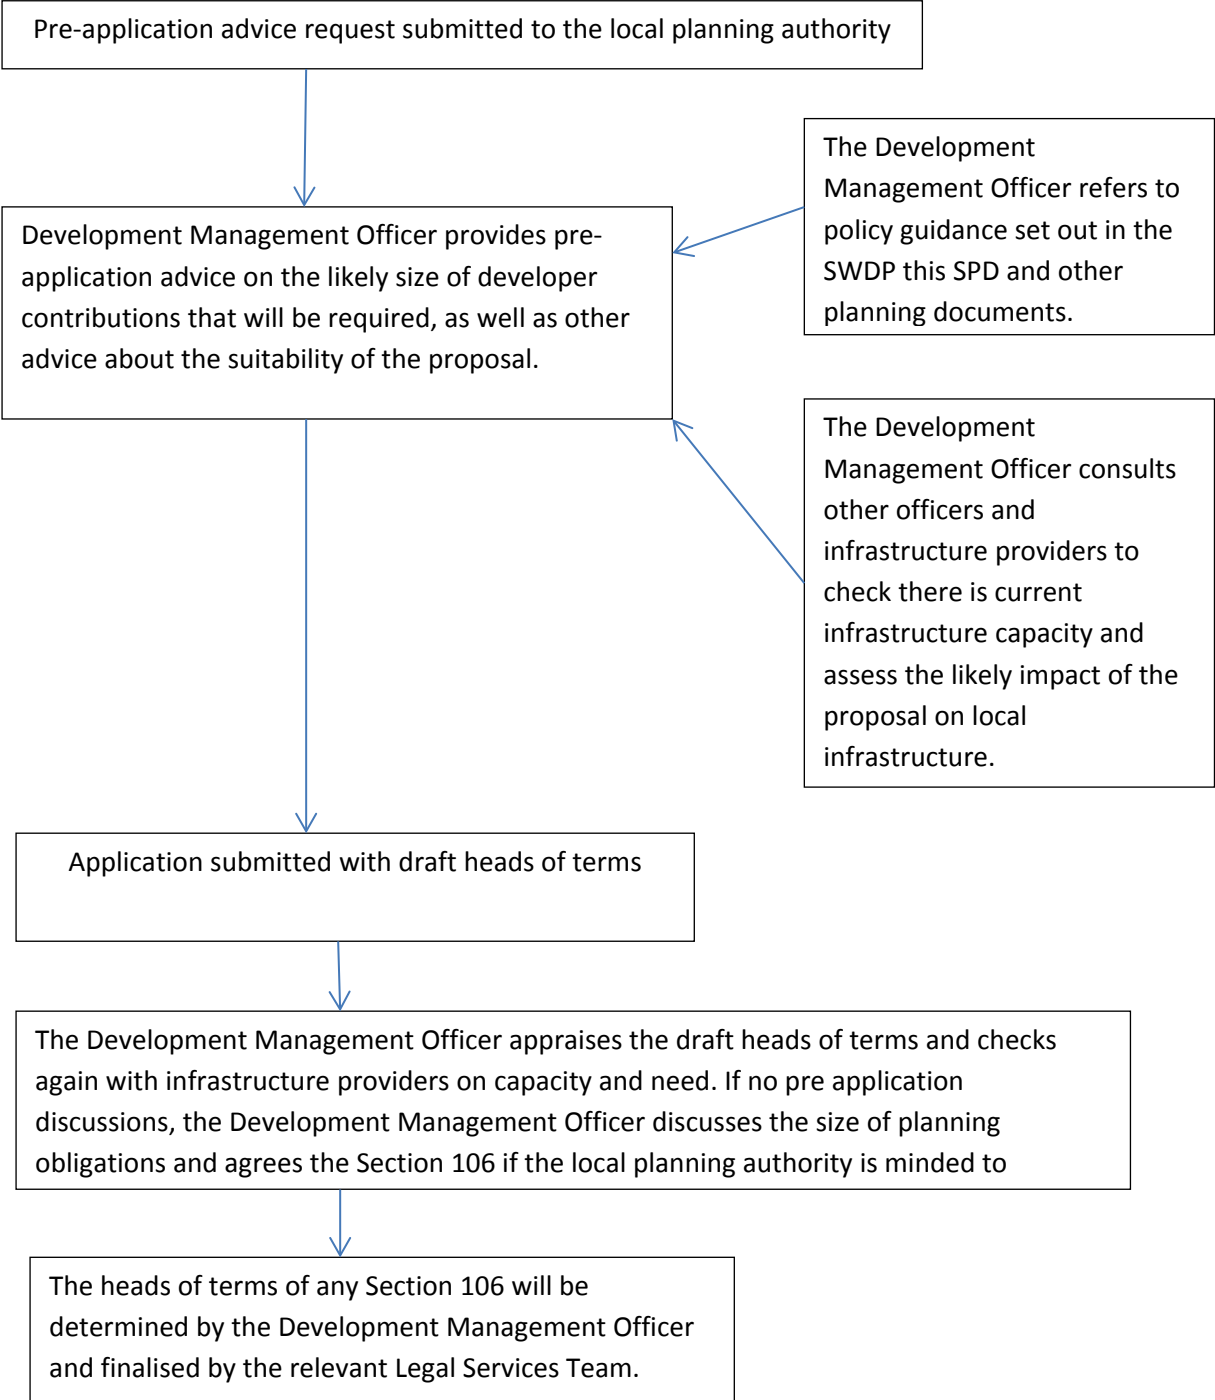 Pre-application advice request submitted to the local planning authority
The Development
Management Officer refers to
policy guidance set out in the
SWDP this SPD and other
planning documents.
Development Management Officer provides pre-
application advice on the likely size of developer
contributions that will be required, as well as other
advice about the suitability of the proposal.
The Development
Management Officer consults
other officers and
infrastructure providers to
check there is current
infrastructure capacity and
assess the likely impact of the
proposal on local
infrastructure.
Application submitted with draft heads of terms
The Development Management Officer appraises the draft heads of terms and checks
again with infrastructure providers on capacity and need. If no pre application
discussions, the Development Management Officer discusses the size of planning
obligations and agrees the Section 106 if the local planning authority is minded to
The heads of terms of any Section 106 will be
determined by the Development Management Officer
and finalised by the relevant Legal Services Team.